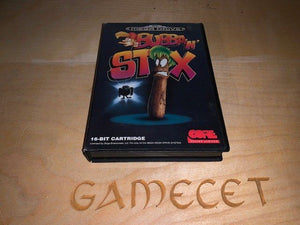 MEGA DRIVE
BUBBA 'N'
STIX
16-BIT CARTRIDGE
CORE
GAMECET